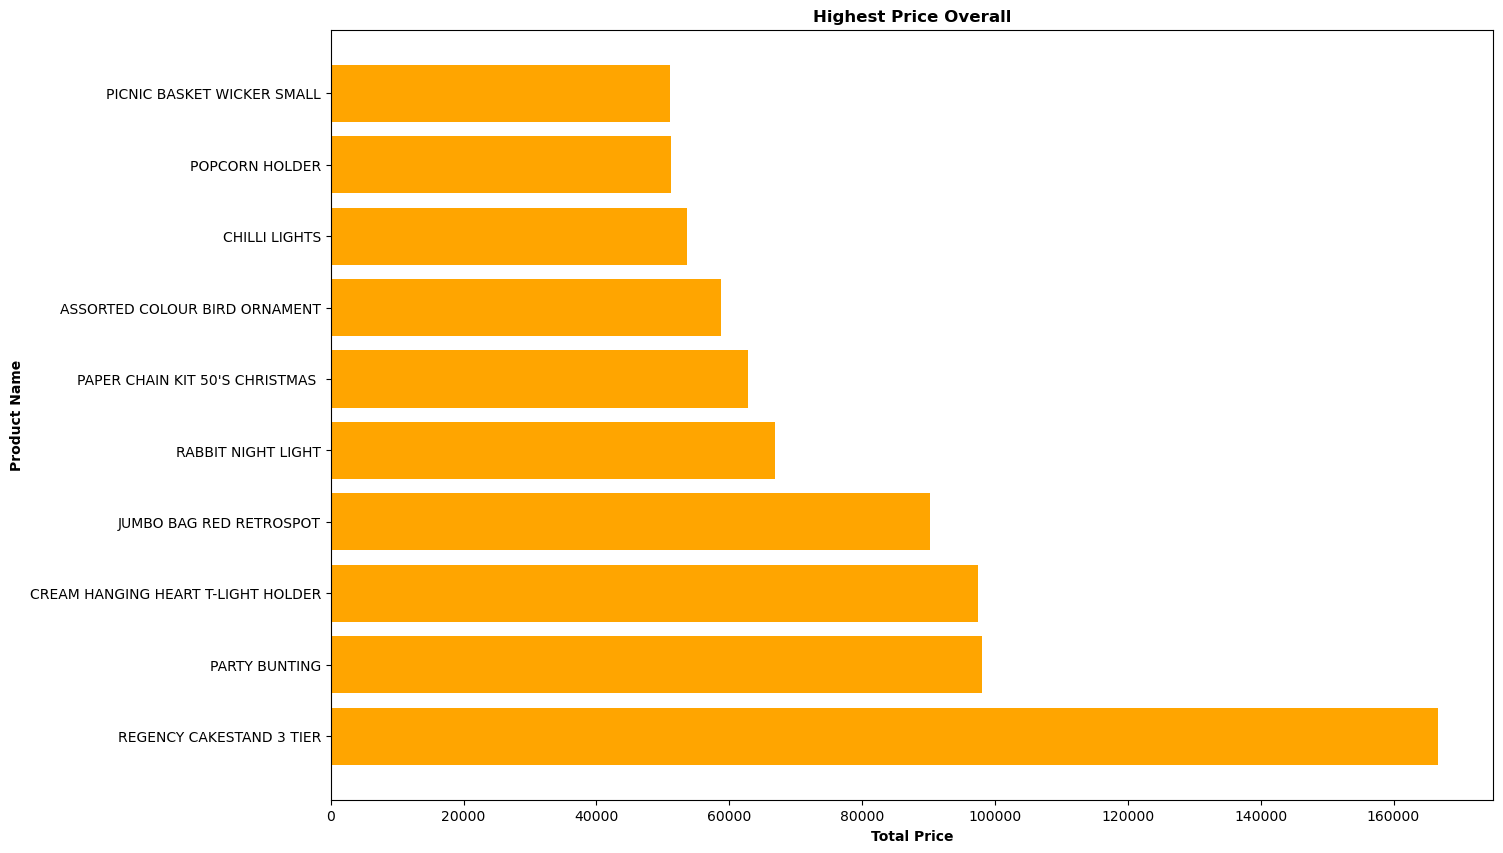 Highest Price Overall
PICNIC BASKET WICKER SMALL
POPCORN HOLDER
CHILLI LIGHTS
ASSORTED COLOUR BIRD ORNAMENT
PAPER CHAIN KIT 50'S CHRISTMAS
RABBIT NIGHT LIGHT
JUMBO BAG RED RETROSPOT
CREAM HANGING HEART T-LIGHT HOLDER
PARTY BUNTING
REGENCY CAKESTAND 3 TIER
Product Name
0 20000 40000 60000 80000 100000 120000 140000 160000
Total Price